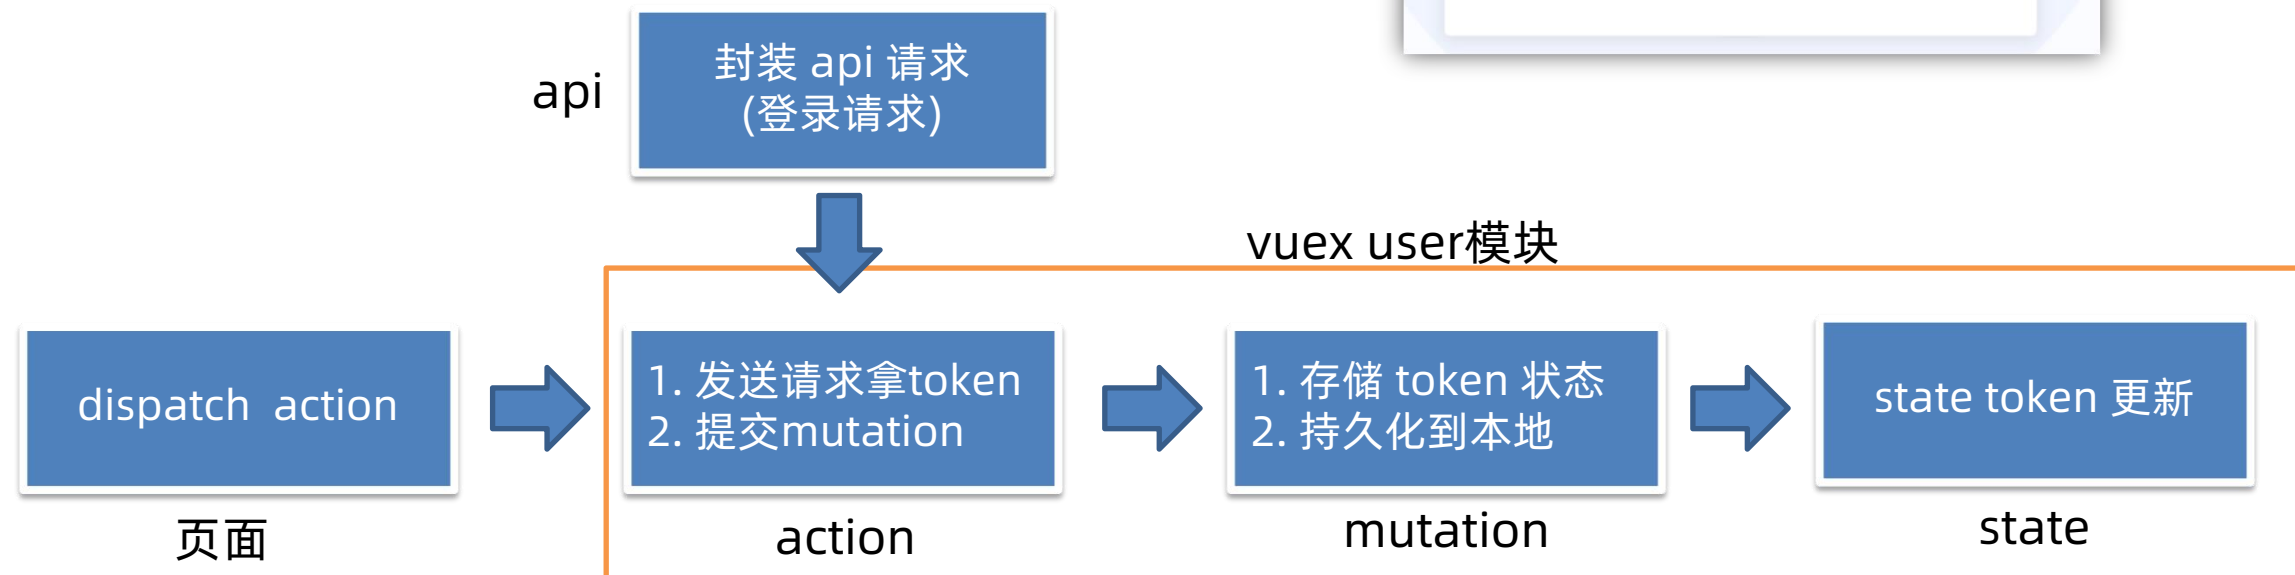 api
封装 api 请求
(登录请求)
vuex user模块
dispatch action
1. 发送请求拿token
2. 提交mutation
1. 存储 token 状态
2. 持久化到本地
state token 更新
页面
action
mutation
state